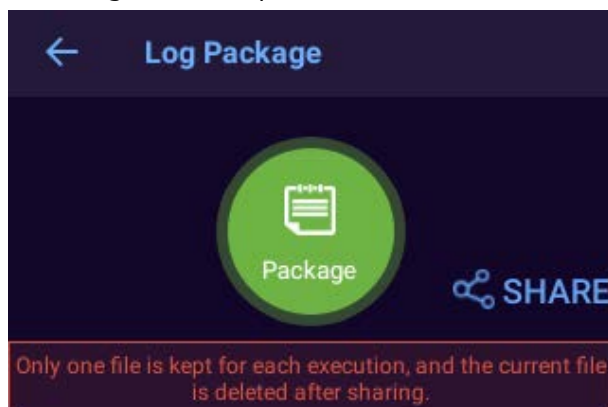 Log Package
Package
SHARE
Only one file is kept for each execution, and the current file
is deleted after sharing.